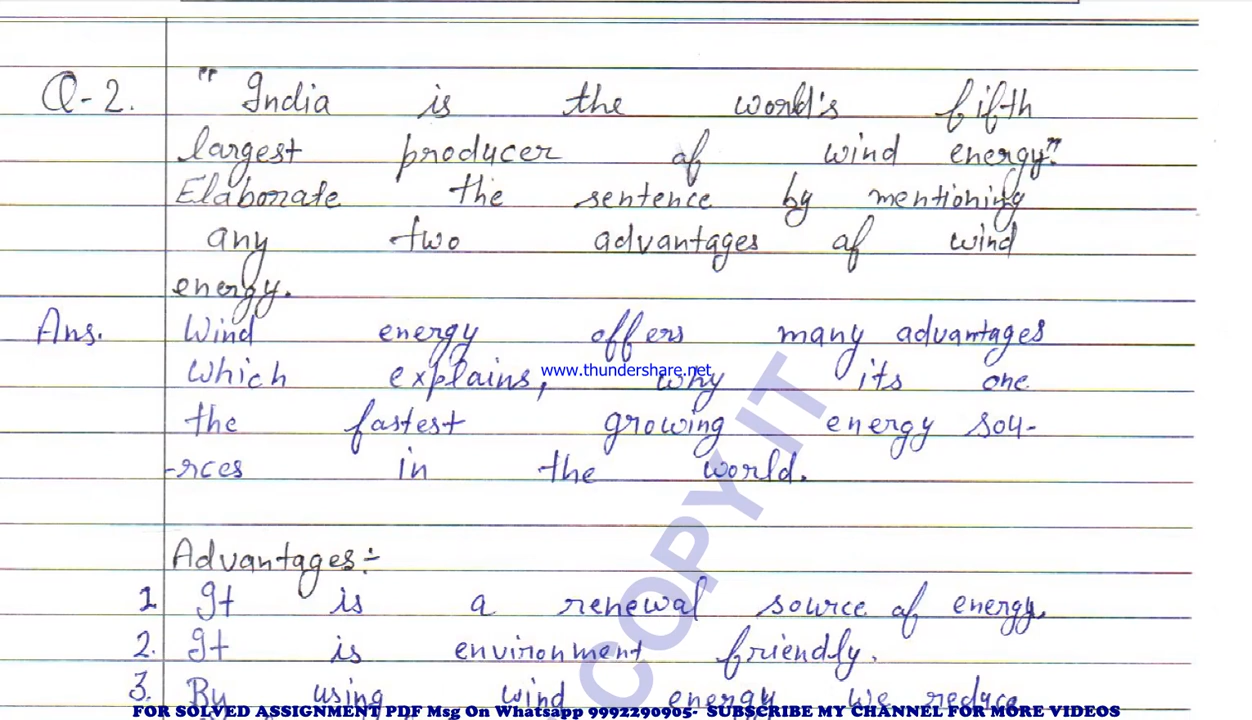 Q-2. "India is the world's fifth
largest producer of wind energy."
Elaborate the sentence by mentioning
any two advantages of wind
energy.
Ans. Wind energy offers many advantages
which explains, why its one
the fastest growing energy sou-
-rces in the world.
www.thundershare.net
Advantages:-
1 It is a renewal source of energy.
2. It is environment friendly.
3. By using wind energy we reduce
COPY IT
FOR SOLVED ASSIGNMENT PDF Msg On Whatsapp 9992290905- SUBSCRIBE MY CHANNEL FOR MORE VIDEOS